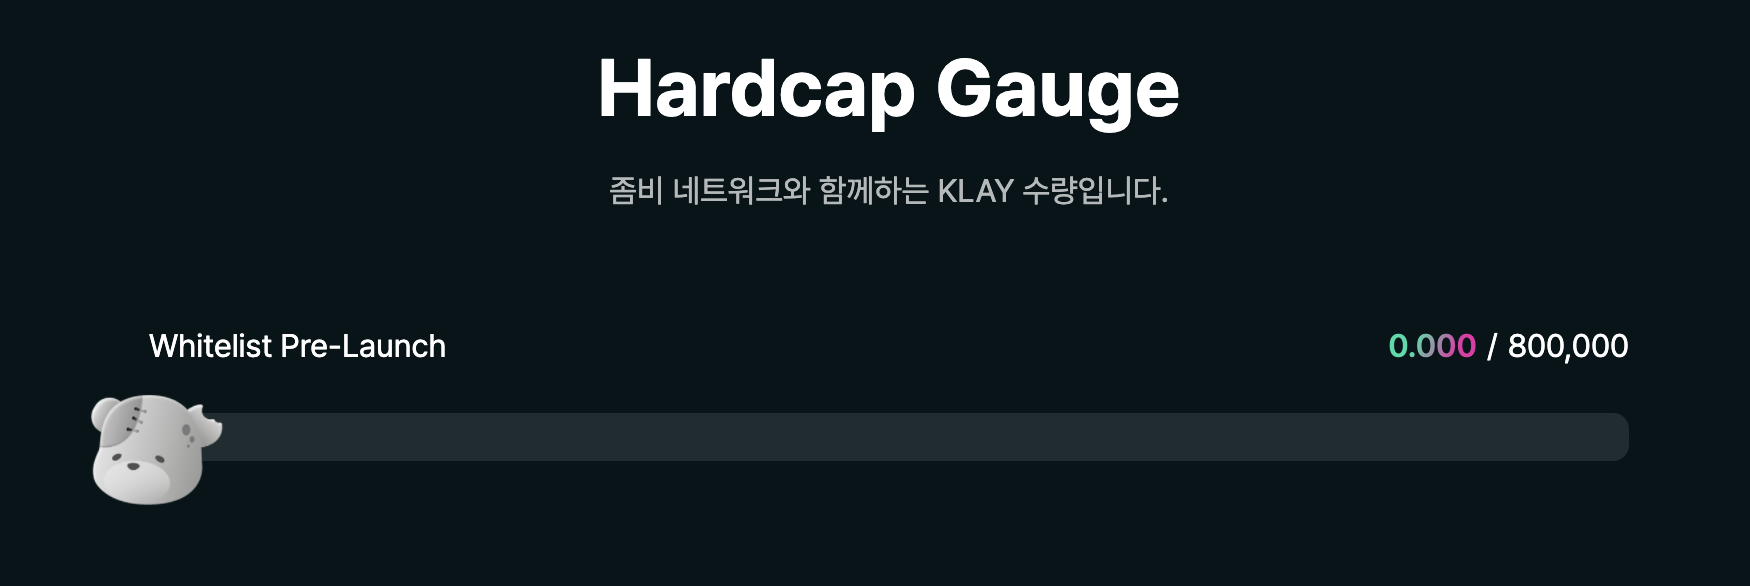 Hardcap Gauge
좀비 네트워크와 함께하는 KLAY 수량입니다.
Whitelist Pre-Launch 0.000 / 800,000